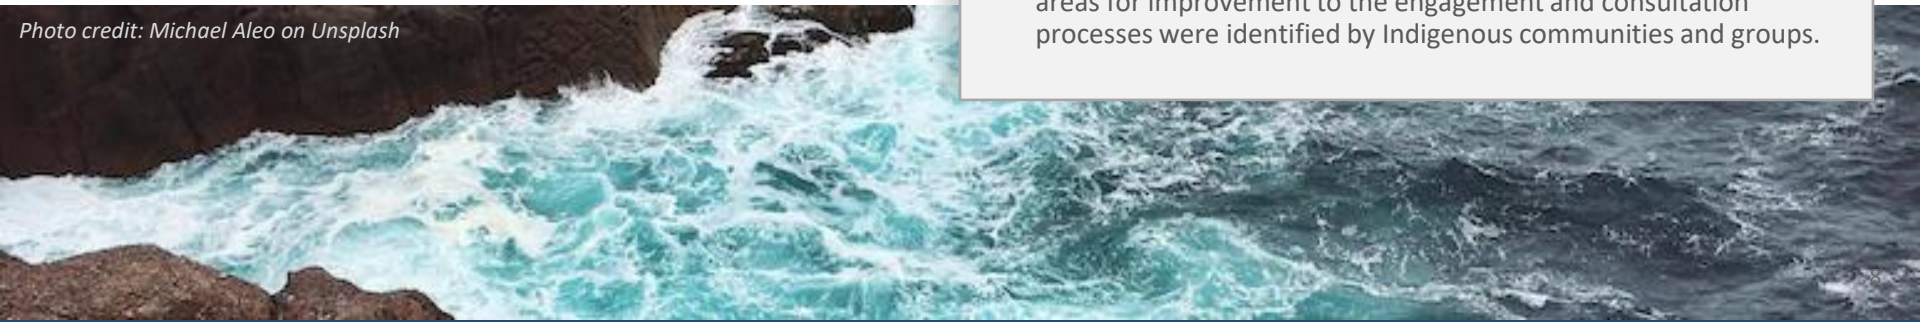 Photo credit: Michael Aleo on Unsplash
areas for improvement to the engagement and consultation
processes were identified by Indigenous communities and groups.